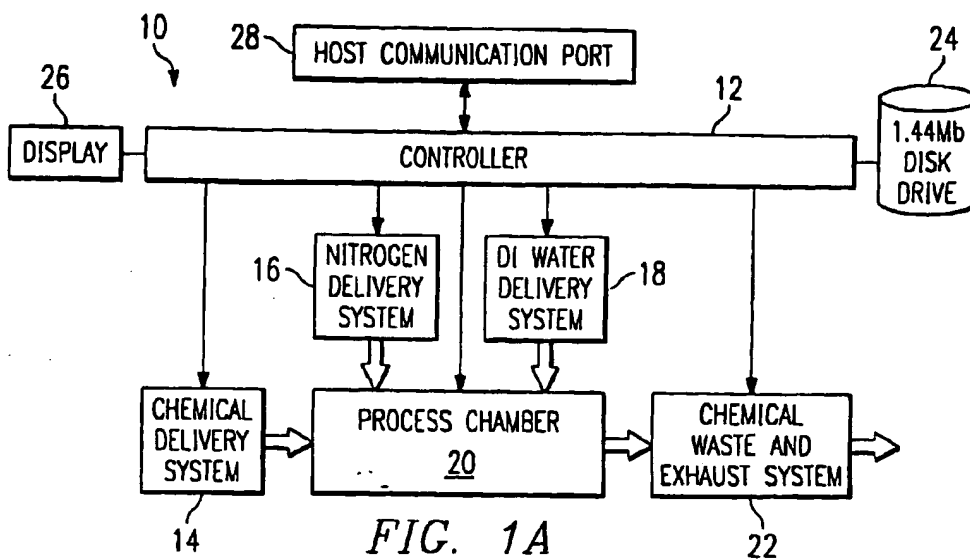 10
28
HOST COMMUNICATION PORT
24
26
12
DISPLAY
CONTROLLER
1.44Mb
DISK
DRIVE
16
NITROGEN
DELIVERY
SYSTEM
DI WATER
DELIVERY
SYSTEM
18
CHEMICAL
DELIVERY
SYSTEM
PROCESS CHAMBER
20
CHEMICAL
WASTE AND
EXHAUST SYSTEM
14
FIG. 1A
22